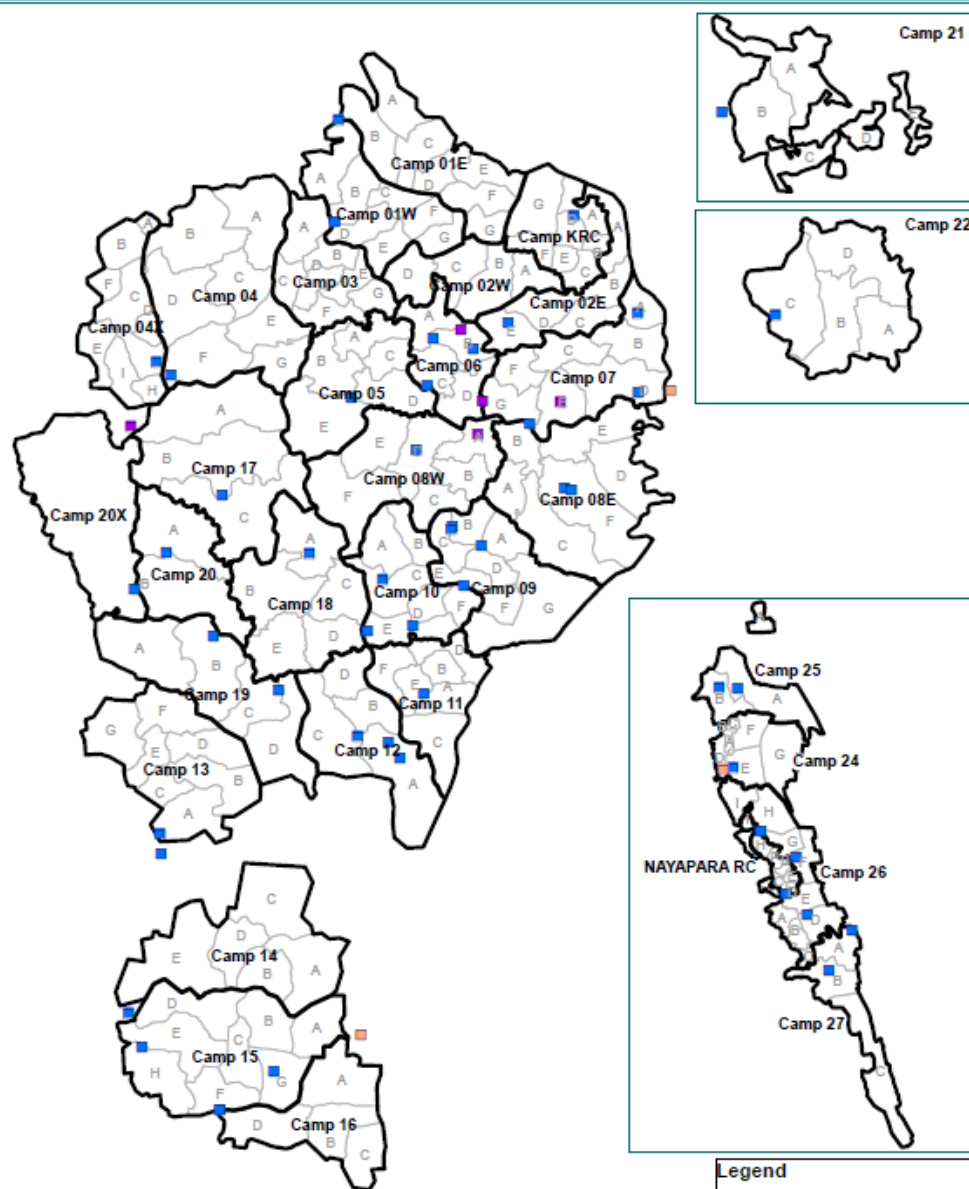 Camp 21
A
B
C
D
Camp 22
D
C
B
A
A
B
C
Camp 01E
D
E
F
G
A
B
C
Camp 01W
D
E
F
G
G
A
Camp KRC
F
E
C
B
A
B
A
D
B
C
Camp 03
E
F
G
D
C
B
A
Camp 02W
Camp 02E
E
D
C
A
B
A
B
C
D
Camp 04
E
F
G
A
B
F
C
D
Camp 04X
E
I
H
A
B
C
Camp 05
D
E
A
B
Camp 06
C
D
C
B
F
Camp 07
G
E
D
A
B
Camp 17
C
E
D
A
B
Camp 08W
F
C
B
E
A
D
Camp 08E
F
C
Camp 20X
A
Camp 20
B
A
B
C
Camp 18
D
E
A
B
C
Camp 10
D
E
F
B
C
A
D
E
Camp 09
F
G
A
B
Camp 19
C
D
D
B
C
Camp 12
A
D
F
E
B
A
Camp 11
C
G
F
E
D
Camp 13
C
B
A
C
D
Camp 14
E
B
A
D
E
C
B
A
Camp 15
H
G
F
A
Camp 16
D
B
C
Camp 25
B
A
F
G
E
Camp 24
I
H
G
NAYAPARA RC
Camp 26
E
D
A
B
A
B
Camp 27
C
Legend